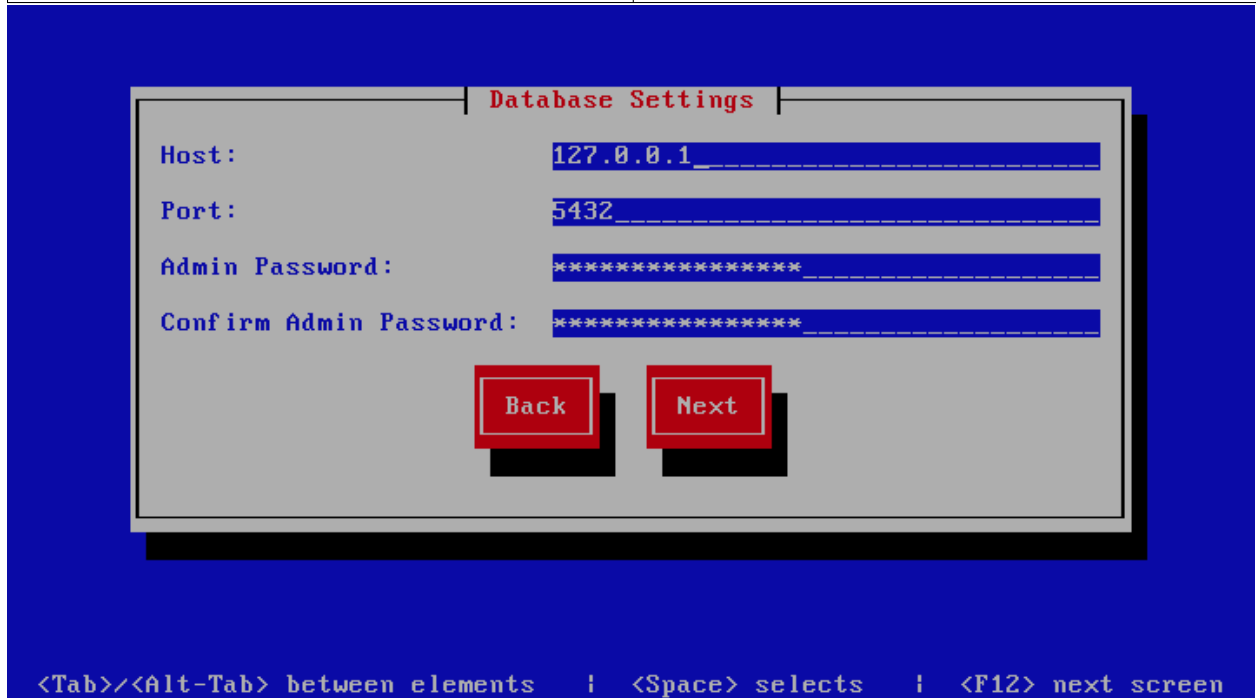 Database Settings
Host: 127.0.0.1_
Port: 5432
Admin Password: ****************
Confirm Admin Password: ****************
Back Next
<Tab>/<Alt-Tab> between elements | <Space> selects | <F12> next screen